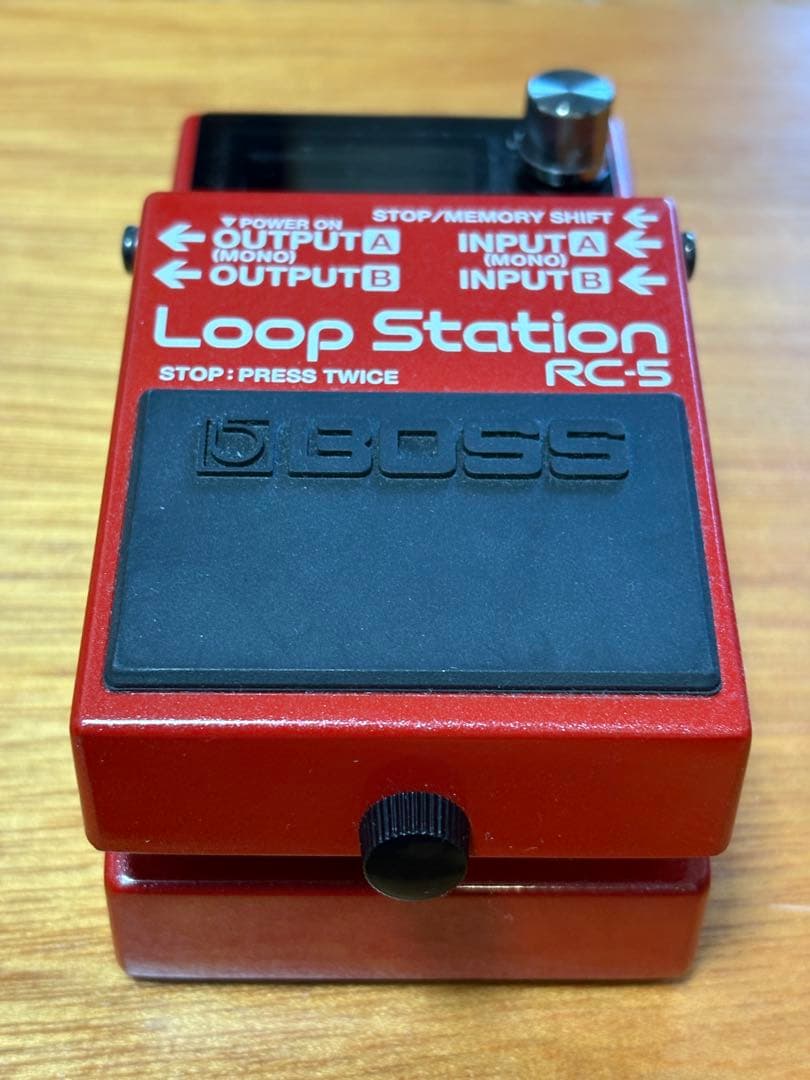 ▼POWER ON
OUTPUT A
(MONO)
OUTPUT B
STOP/MEMORY SHIFT
INPUT A
(MONO)
INPUT B
Loop Station
STOP:PRESS TWICE
RC-5
BOSS